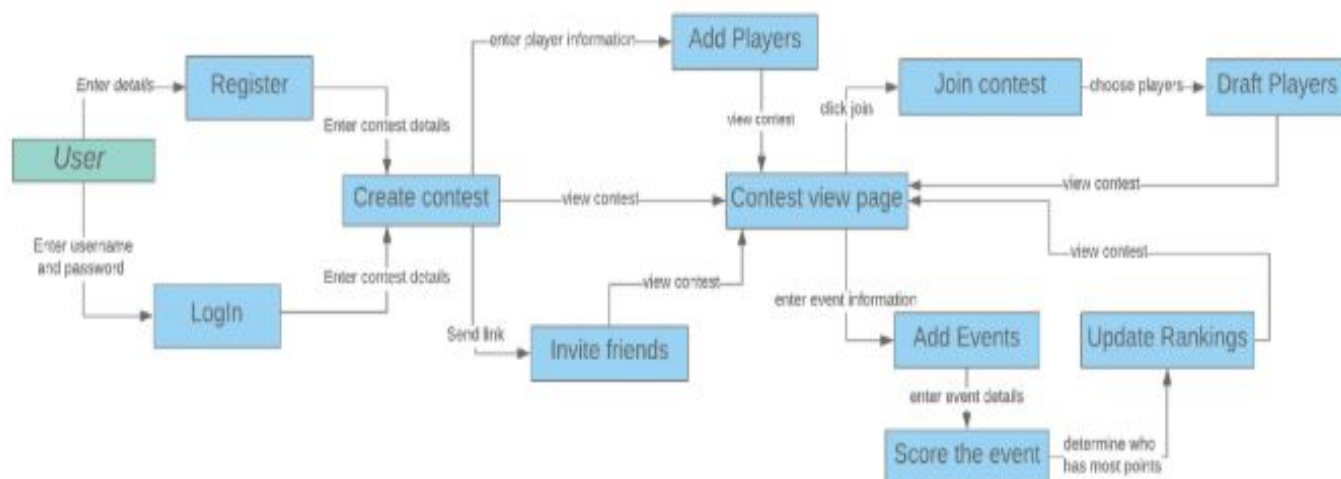 enter player information
Add Players
Enter details
Register
Join contest
choose players
Draft Players
click join
view contest
Enter contest details
User
Create contest
view contest
Contest view page
view contest
Enter username
and password
Enter contest details
view contest
view contest
LogIn
enter event information
Send link
Invite friends
Add Events
Update Rankings
enter event details
Score the event
determine who
has most points